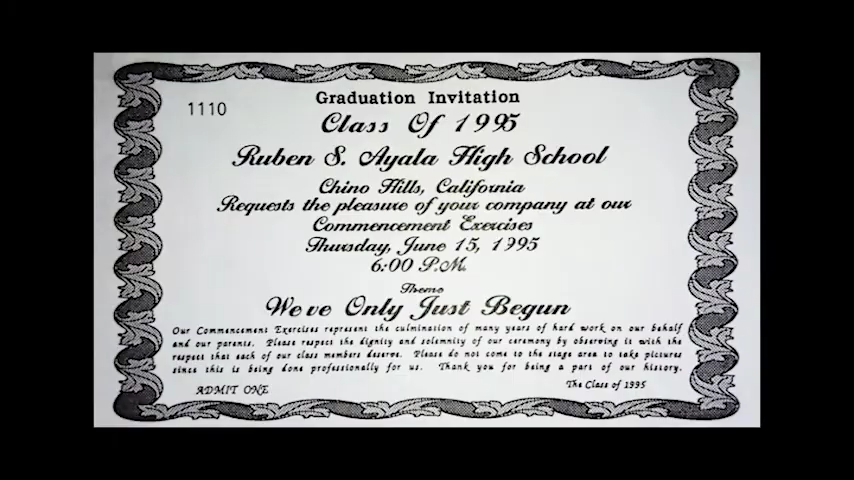 Graduation Invitation
1110
Class Of 1995
Ruben S. Ayala High School
Chino Hills, California
Requests the pleasure of your company at our
Commencement Exercises
Thursday, June 15, 1995
6:00 P.M.
Theme
We've Only Just Begun
Our Commencement Exercises represent the culmination of many years of hard work on our behalf
and our parents. Please respect the dignity and solemnity of our ceremony by observing it with the
respect that each of our class members deserve. Please do not come to the stage area to take pictures
since this is being done professionally for us. Thank you for being a part of our history.
ADMIT ONE
The Class of 1995